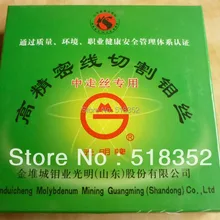 通过质量、环境、职业健康安全管理体系认证
高精密线切割钼丝
中走丝专用
光明牌
Whats app: +0 518352
金堆城钼业光明(山东)股份有限公司
Jinduicheng Molybdenum Mining Guangming (Shandong) Co., Ltd